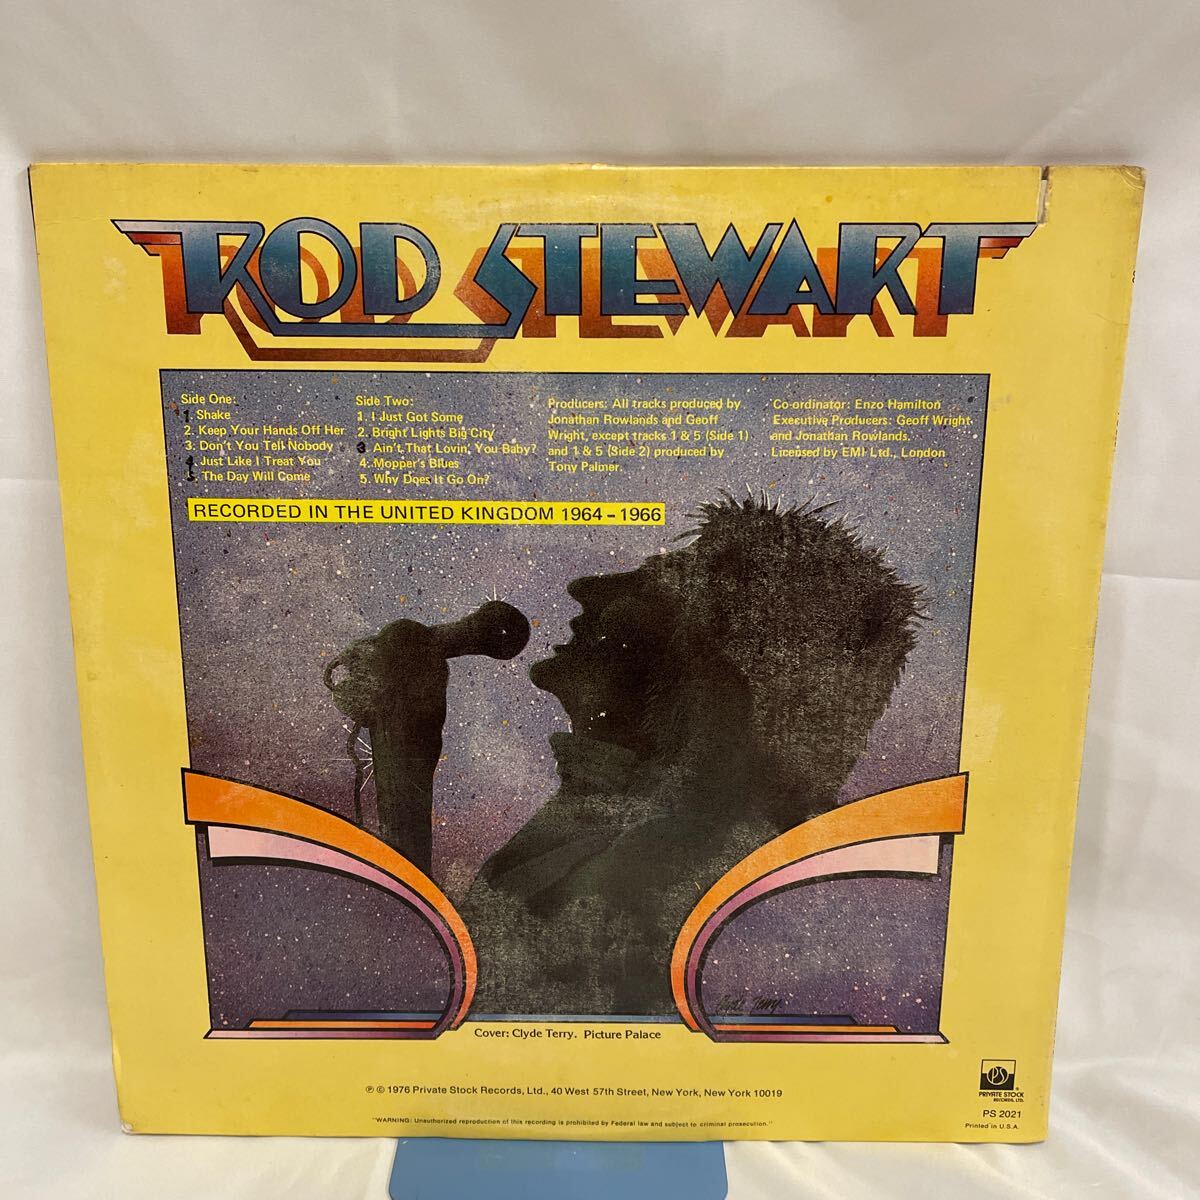 ROD STEWART
Side One:
1. Shake
2. Keep Your Hands Off Her
3. Don't You Tell Nobody
4. Just Like I Treat You
5. The Day Will Come
Side Two:
1. I Just Got Some
2. Bright Lights Big City
3. Ain't That Lovin, You Baby?
4. Mopper's Blues
5. Why Does It Go On?
Producers: All tracks produced by
Jonathan Rowlands and Geoff
Wright, except tracks 1 & 5 (Side 1)
and 1 & 5 (Side 2) produced by
Tony Palmer.
Co-ordinator: Enzo Hamilton
Executive Producers: Geoff Wright
and Jonathan Rowlands.
Licensed by EMI Ltd., London
RECORDED IN THE UNITED KINGDOM 1964-1966
Clyde Terry
Cover: Clyde Terry. Picture Palace
℗ © 1976 Private Stock Records, Ltd., 40 West 57th Street, New York, New York 10019
"WARNING: Unauthorized reproduction of this recording is prohibited by Federal law and subject to criminal prosecution."
PS
PRIVATE STOCK
RECORDS, LTD.
PS 2021
Printed in U.S.A.